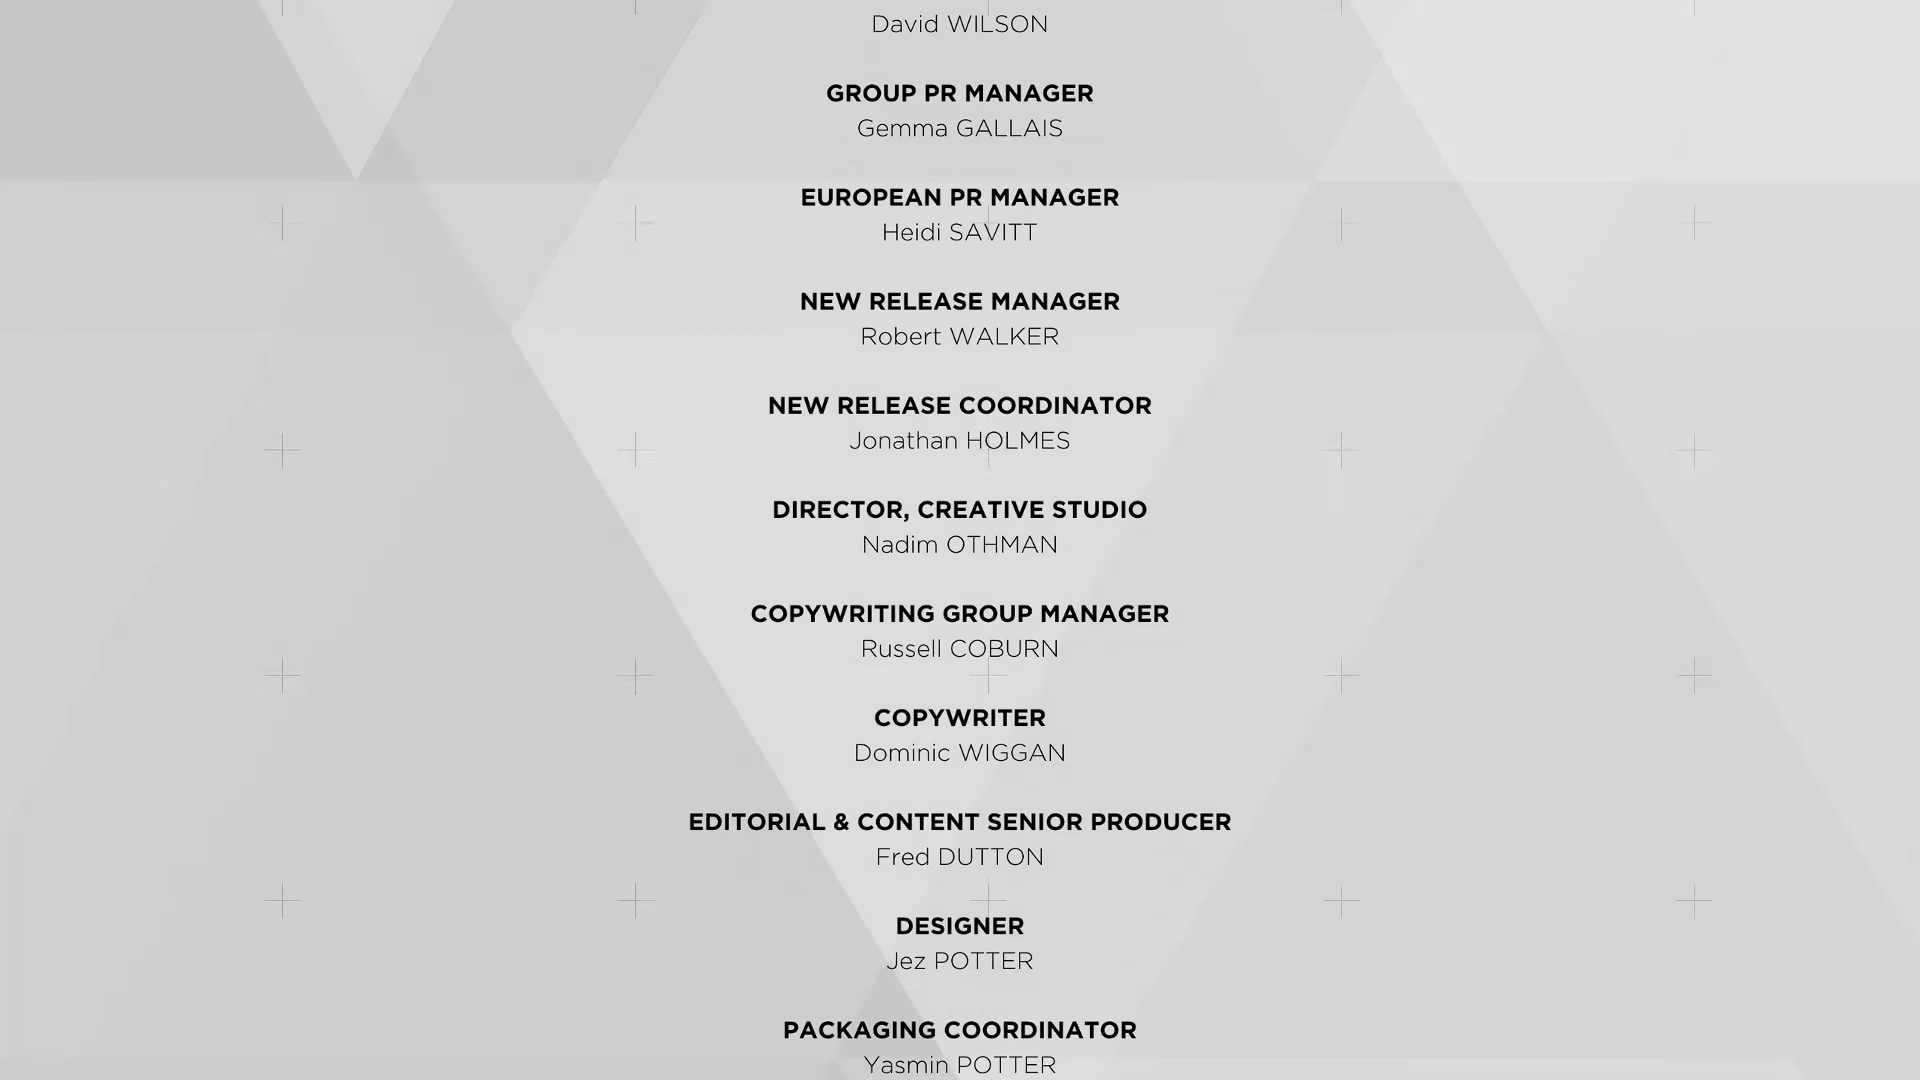 David WILSON
GROUP PR MANAGER
Gemma GALLAIS
EUROPEAN PR MANAGER
Heidi SAVITT
NEW RELEASE MANAGER
Robert WALKER
NEW RELEASE COORDINATOR
Jonathan HOLMES
DIRECTOR, CREATIVE STUDIO
Nadim OTHMAN
COPYWRITING GROUP MANAGER
Russell COBURN
COPYWRITER
Dominic WIGGAN
EDITORIAL & CONTENT SENIOR PRODUCER
Fred DUTTON
DESIGNER
Jez POTTER
PACKAGING COORDINATOR
Yasmin POTTER